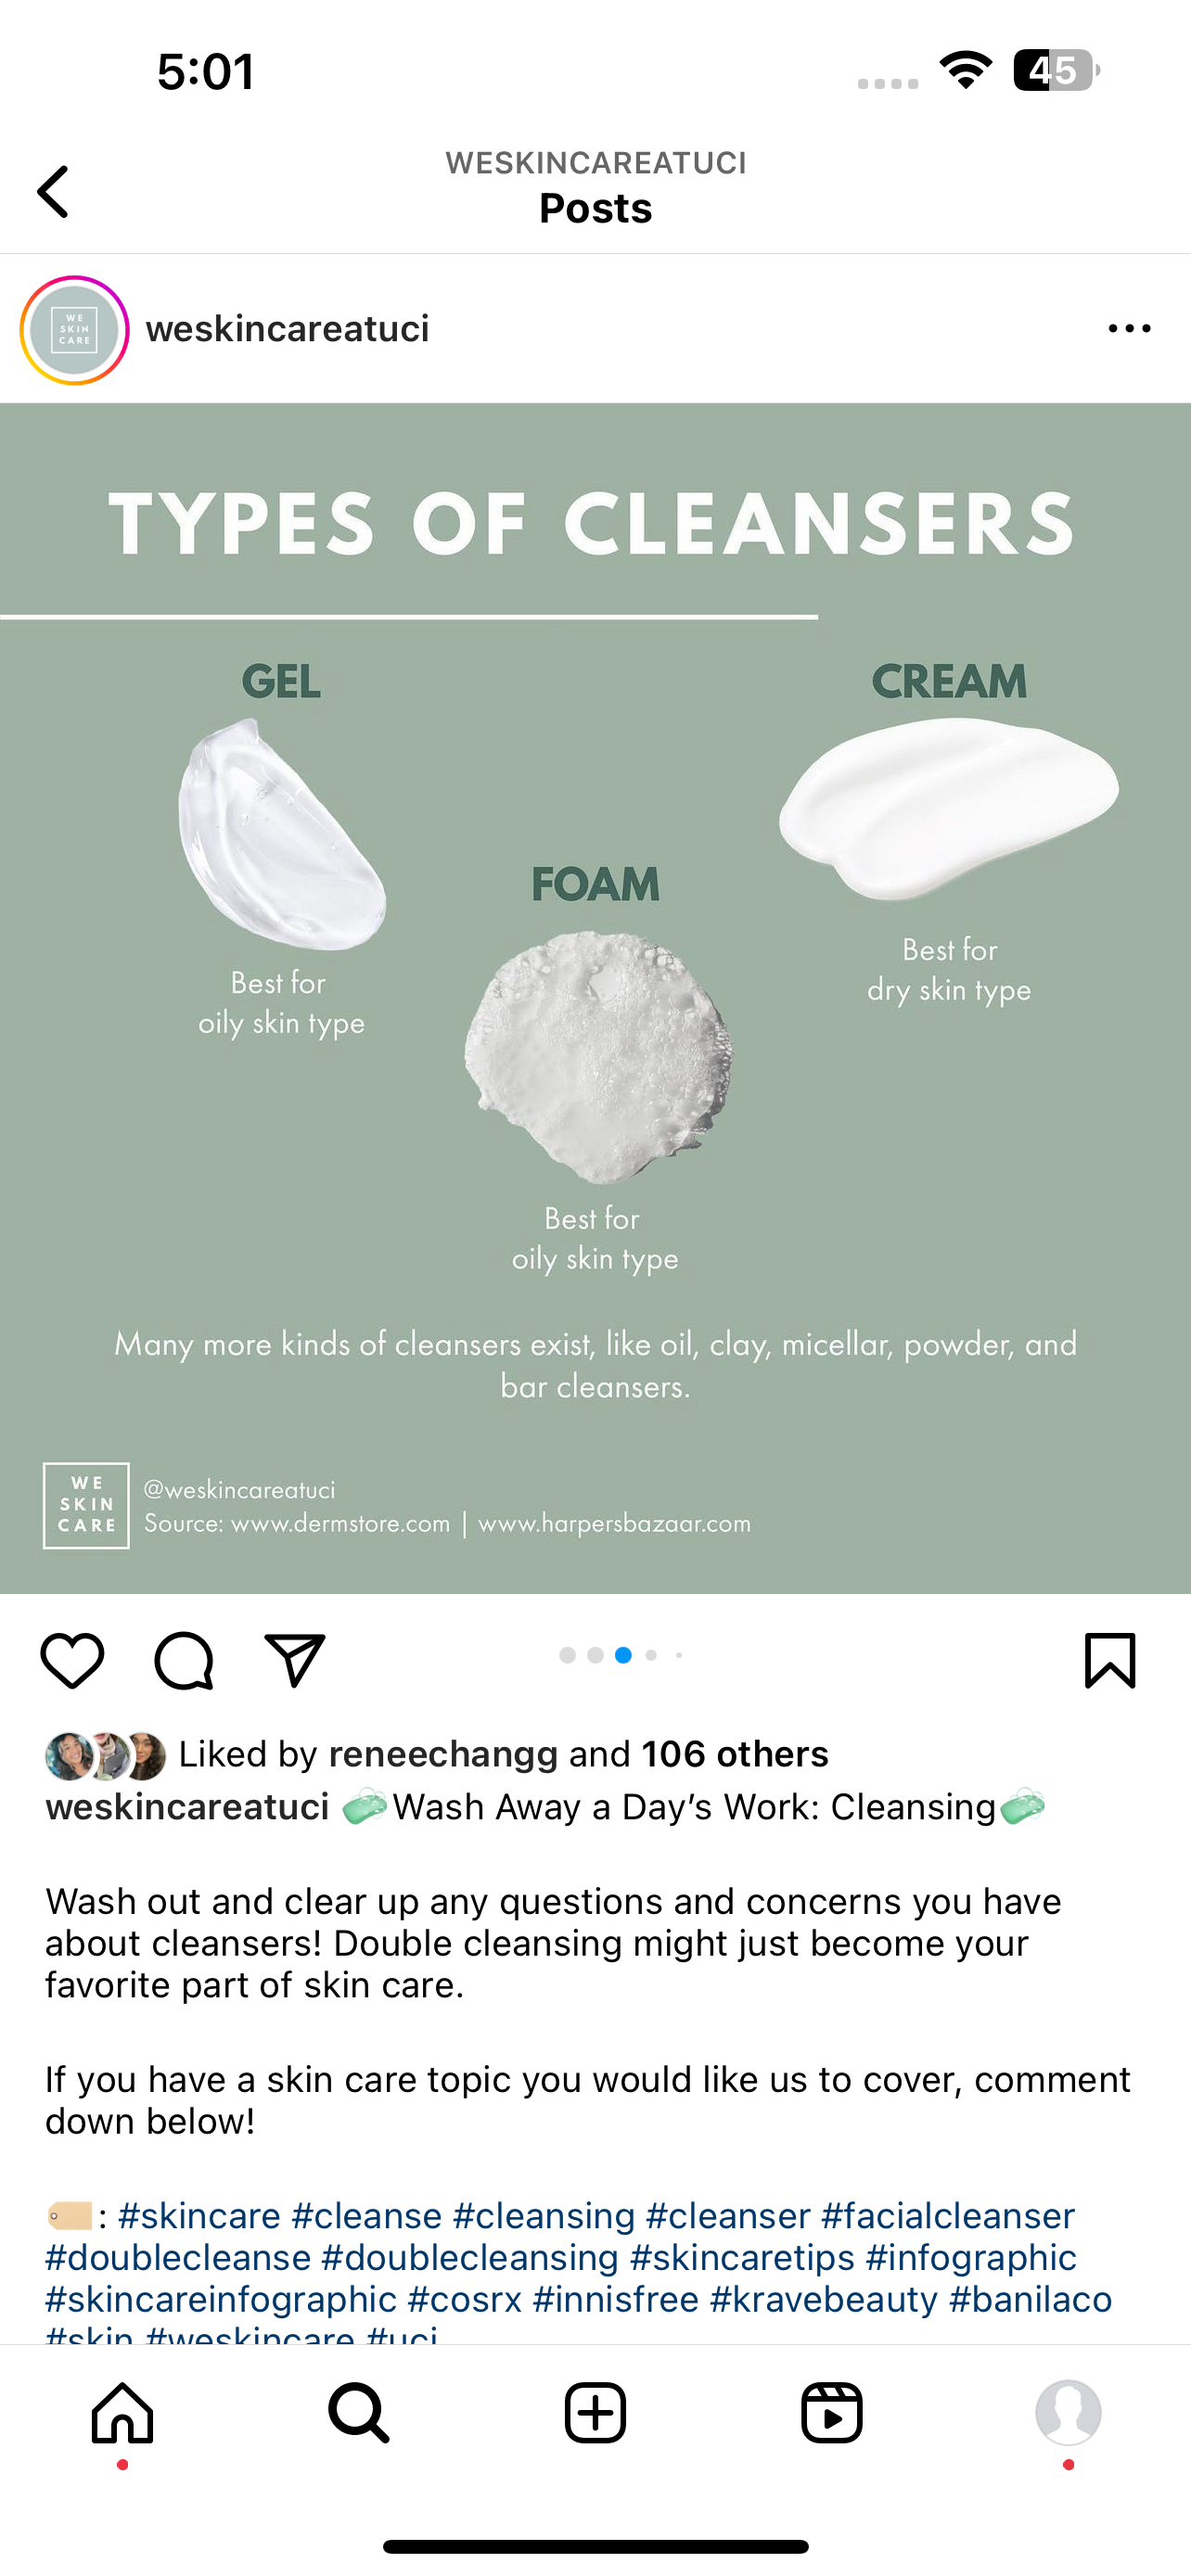 5:01
45
WESKINCAREATUCI
Posts
WE
SKIN
CARE
weskincareatuci
TYPES OF CLEANSERS
GEL
CREAM
FOAM
Best for
oily skin type
Best for
dry skin type
Best for
oily skin type
Many more kinds of cleansers exist, like oil, clay, micellar, powder, and
bar cleansers.
WE
SKIN
CARE
@weskincareatuci
Source: www.dermstore.com | www.harpersbazaar.com
Liked by reneechangg and 106 others
weskincareatuci 🧼Wash Away a Day’s Work: Cleansing🧼
Wash out and clear up any questions and concerns you have
about cleansers! Double cleansing might just become your
favorite part of skin care.
If you have a skin care topic you would like us to cover, comment
down below!
🏷️: #skincare #cleanse #cleansing #cleanser #facialcleanser
#doublecleanse #doublecleansing #skincaretips #infographic
#skincareinfographic #cosrx #innisfree #kravebeauty #banilaco
#skin #weskincare #uci